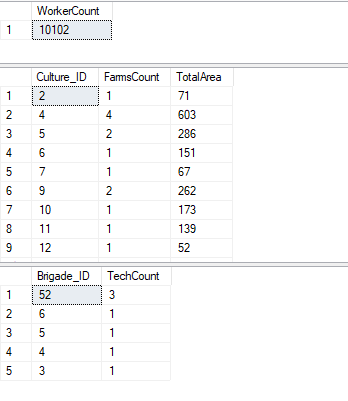 WorkerCount
1 10102
Culture_ID FarmsCount TotalArea
1 2 1 71
2 4 4 603
3 5 2 286
4 6 1 151
5 7 1 67
6 9 2 262
7 10 1 173
8 11 1 139
9 12 1 52
Brigade_ID TechCount
1 52 3
2 6 1
3 5 1
4 4 1
5 3 1